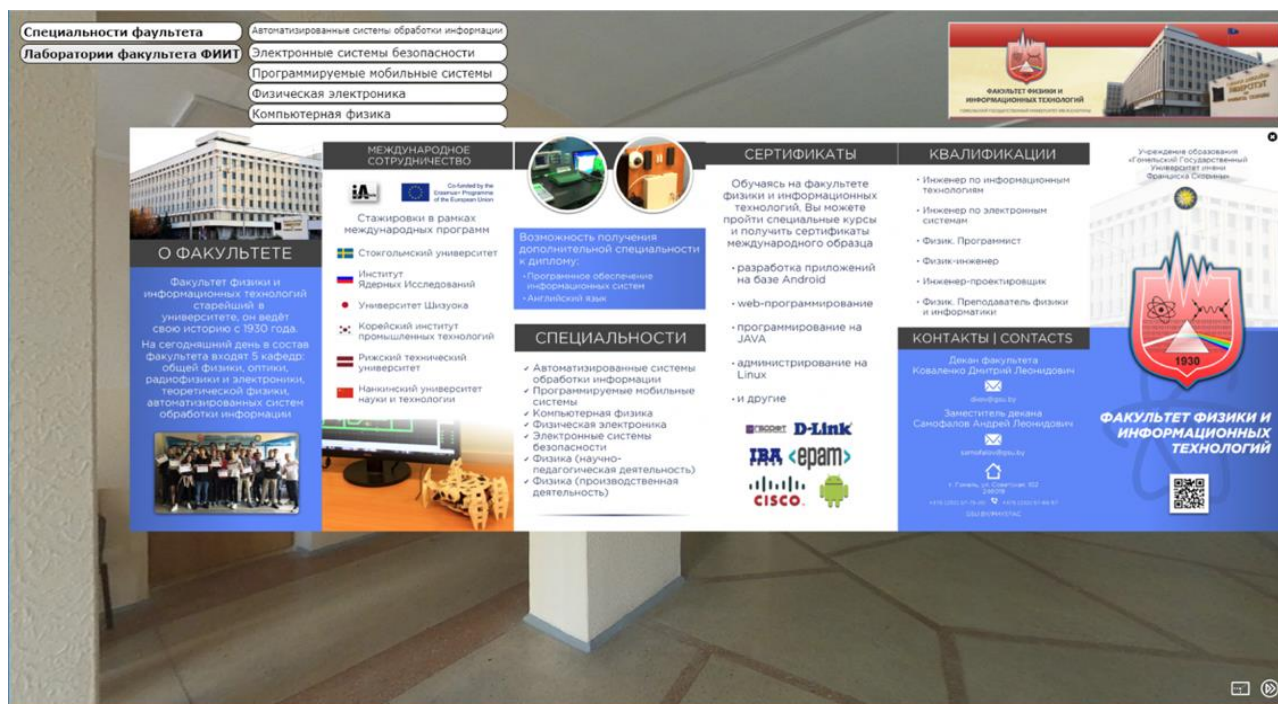 Специальности фаультета
Лаборатории факультета ФИИТ
Автоматизированные системы обработки информации
Электронные системы безопасности
Программируемые мобильные системы
Физическая электроника
Компьютерная физика
ФАКУЛЬТЕТ ФИЗИКИ И
ИНФОРМАЦИОННЫХ ТЕХНОЛОГИЙ
О ФАКУЛЬТЕТЕ
Факультет физики и
информационных технологий
старейший в
университете, он ведёт
свою историю с 1930 года.
На сегодняшний день в состав
факультета входят 5 кафедр:
общей физики, оптики,
радиофизики и электроники,
теоретической физики,
автоматизированных систем
обработки информации
МЕЖДУНАРОДНОЕ
СОТРУДНИЧЕСТВО
Co-funded by the
Erasmus+ Programme
of the European Union
Стажировки в рамках
международных программ
Стокгольмский университет
Институт
Ядерных Исследований
Университет Шизуока
Корейский институт
промышленных технологий
Рижский технический
университет
Нанкинский университет
науки и технологии
Возможность получения
дополнительной специальности
к диплому:
-Программное обеспечение
информационных систем
-Английский язык
СПЕЦИАЛЬНОСТИ
✓ Автоматизированные системы
обработки информации
✓ Программируемые мобильные
системы
✓ Компьютерная физика
✓ Физическая электроника
✓ Электронные системы
безопасности
✓ Физика (научно-
педагогическая деятельность)
✓ Физика (производственная
деятельность)
СЕРТИФИКАТЫ
Обучаясь на факультете
физики и информационных
технологий, Вы можете
пройти специальные курсы
и получить сертификаты
международного образца
• разработка приложений
на базе Android
• web-программирование
• программирование на
JAVA
• администрирование на
Linux
• и другие
D-Link
IBA <epam>
CISCO.
КВАЛИФИКАЦИИ
• Инженер по информационным
технологиям
• Инженер по электронным
системам
• Физик. Программист
• Физик-инженер
• Инженер-проектировщик
• Физик. Преподаватель физики
и информатики
КОНТАКТЫ | CONTACTS
Декан факультета
Коваленко Дмитрий Леонидович
Заместитель декана
Самофалов Андрей Леонидович
samofalov@gsu.by
г. Гомель, ул. Советская, 102
Учреждение образования
«Гомельский Государственный
Университет имени
Франциска Скорины»
1930
ФАКУЛЬТЕТ ФИЗИКИ И
ИНФОРМАЦИОННЫХ
ТЕХНОЛОГИЙ